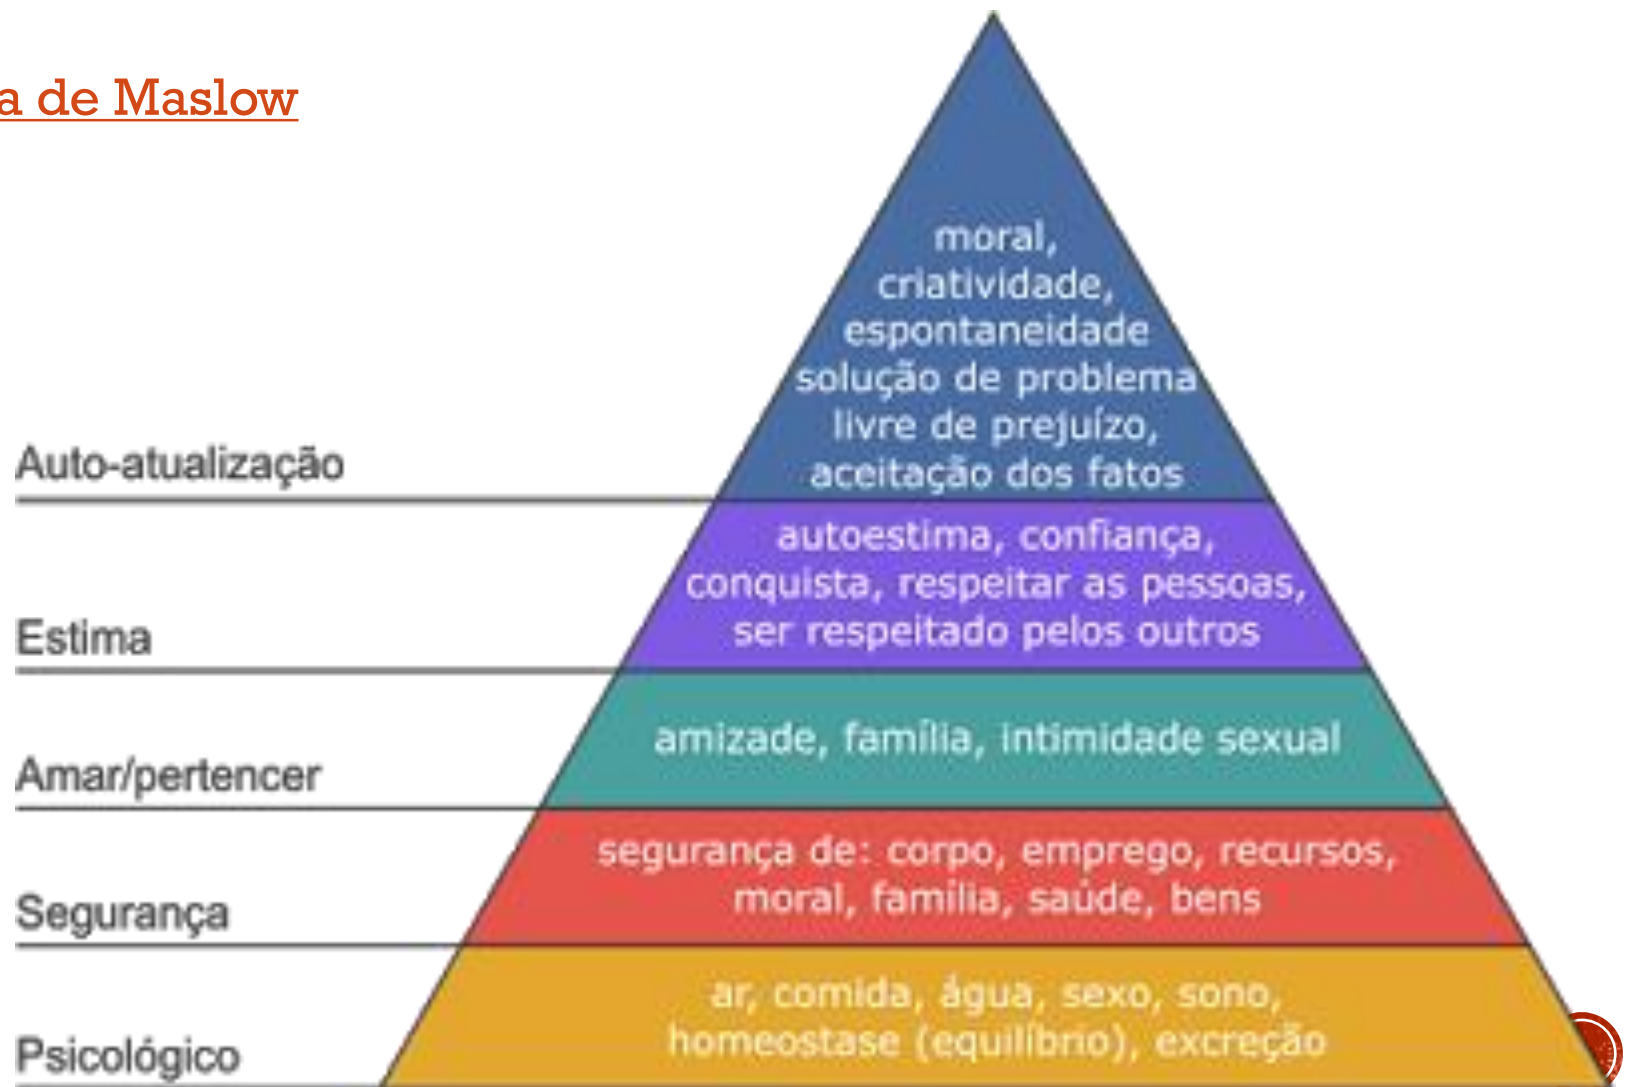 a de Maslow
moral,
criatividade,
espontaneidade
solução de problema
livre de prejuízo,
aceitação dos fatos
Auto-atualização
autoestima, confiança,
conquista, respeitar as pessoas,
ser respeitado pelos outros
Estima
amizade, família, intimidade sexual
Amar/pertencer
segurança de: corpo, emprego, recursos,
moral, família, saúde, bens
Segurança
ar, comida, água, sexo, sono,
homeostase (equilíbrio), excreção
Psicológico